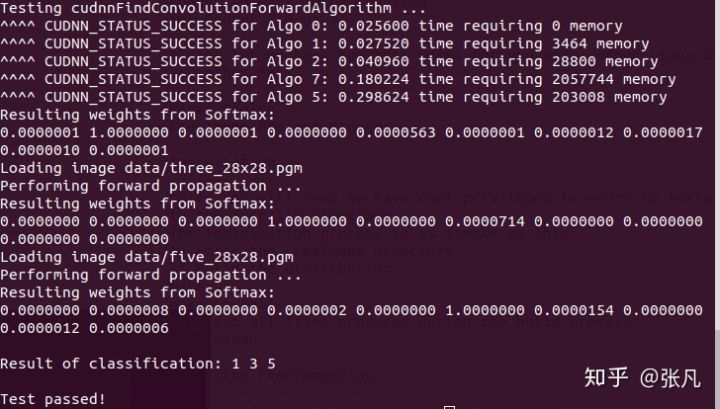 Testing cudnnFindConvolutionForwardAlgorithm ...
^^^^ CUDNN_STATUS_SUCCESS for Algo 0: 0.025600 time requiring 0 memory
^^^^ CUDNN_STATUS_SUCCESS for Algo 1: 0.027520 time requiring 3464 memory
^^^^ CUDNN_STATUS_SUCCESS for Algo 2: 0.040960 time requiring 28800 memory
^^^^ CUDNN_STATUS_SUCCESS for Algo 7: 0.180224 time requiring 2057744 memory
^^^^ CUDNN_STATUS_SUCCESS for Algo 5: 0.298624 time requiring 203008 memory
Resulting weights from Softmax:
0.0000001 1.0000000 0.0000001 0.0000000 0.0000563 0.0000001 0.0000012 0.0000017
0.0000010 0.0000001
Loading image data/three_28x28.pgm
Performing forward propagation ...
Resulting weights from Softmax:
0.0000000 0.0000000 0.0000000 1.0000000 0.0000000 0.0000714 0.0000000 0.0000000
0.0000000 0.0000000
Loading image data/five_28x28.pgm
Performing forward propagation ...
Resulting weights from Softmax:
0.0000000 0.0000008 0.0000000 0.0000002 0.0000000 1.0000000 0.0000154 0.0000000
0.0000012 0.0000006
Result of classification: 1 3 5
Test passed!
知乎 @张凡